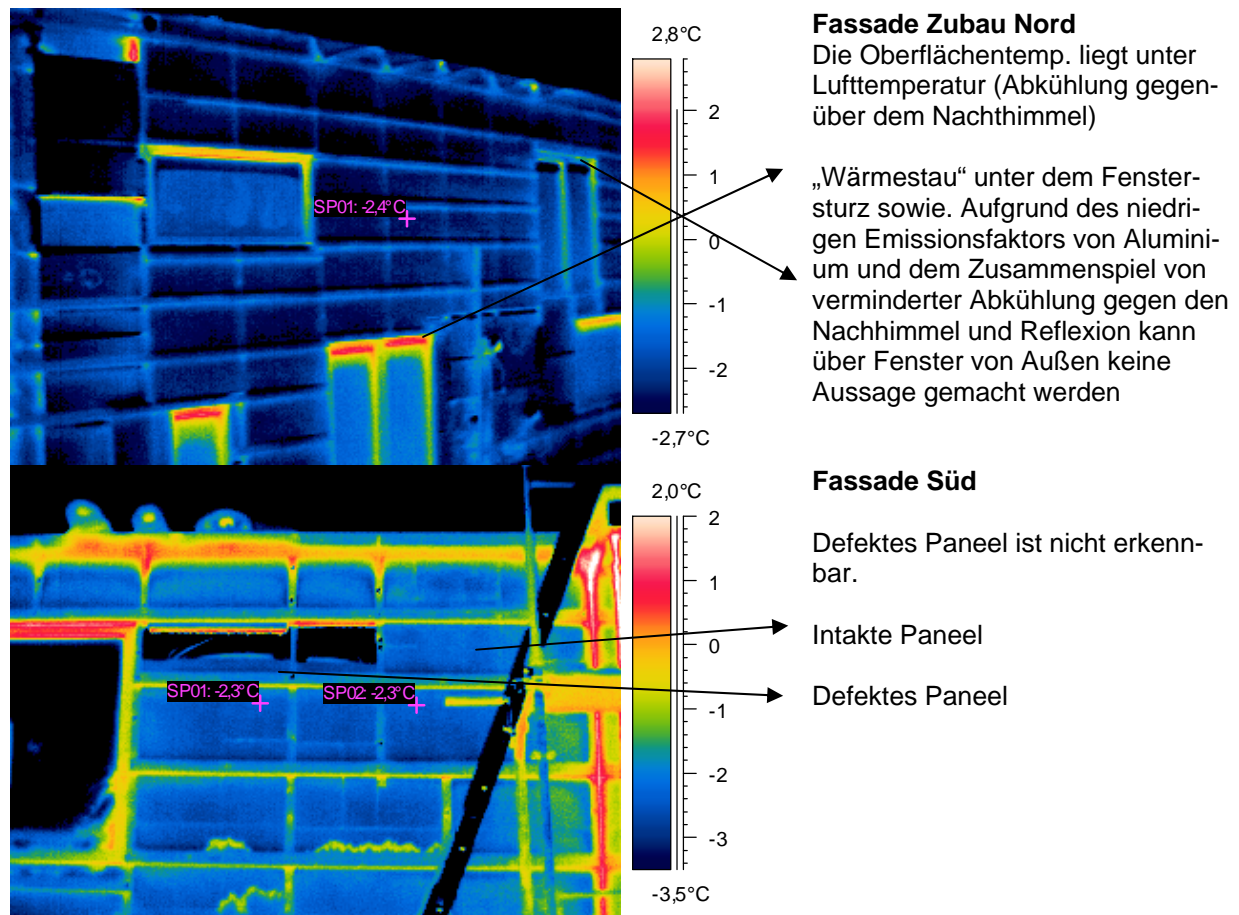 Fassade Zubau Nord
Die Oberflächentemp. liegt unter
Lufttemperatur (Abkühlung gegen-
über dem Nachthimmel)
„Wärmestau“ unter dem Fenster-
sturz sowie. Aufgrund des niedri-
gen Emissionsfaktors von Alumini-
um und dem Zusammenspiel von
verminderter Abkühlung gegen den
Nachhimmel und Reflexion kann
über Fenster von Außen keine
Aussage gemacht werden
SP01: -2,4°C
2,8°C
2
1
0
-1
-2
-2,7°C
Fassade Süd
Defektes Paneel ist nicht erkenn-
bar.
Intakte Paneel
Defektes Paneel
SP01: -2,3°C
SP02: -2,3°C
2,0°C
2
1
0
-1
-2
-3
-3,5°C